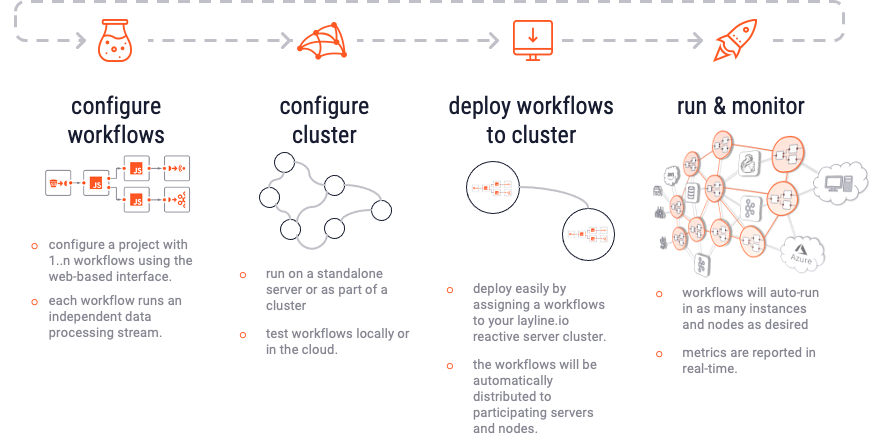 configure
workflows
JS
JS
JS
configure a project with
1..n workflows using the
web-based interface.
each workflow runs an
independent data
processing stream.
configure
cluster
run on a standalone
server or as part of a
cluster
test workflows locally or
in the cloud.
deploy workflows
to cluster
deploy easily by
assigning a workflows
to your layline.io
reactive server cluster.
the workflows will be
automatically
distributed to
participating servers
and nodes.
run & monitor
Azure
workflows will auto-run
in as many instances
and nodes as desired
metrics are reported in
real-time.